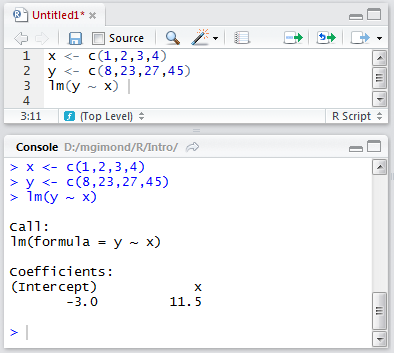 Untitled1*
Source
1 x <- c(1,2,3,4)
2 y <- c(8,23,27,45)
3 lm(y ~ x)
4
3:11 (Top Level) R Script
Console D:/mgimond/R/Intro/
> x <- c(1,2,3,4)
> y <- c(8,23,27,45)
> lm(y ~ x)
Call:
lm(formula = y ~ x)
Coefficients:
(Intercept) x
-3.0 11.5
>